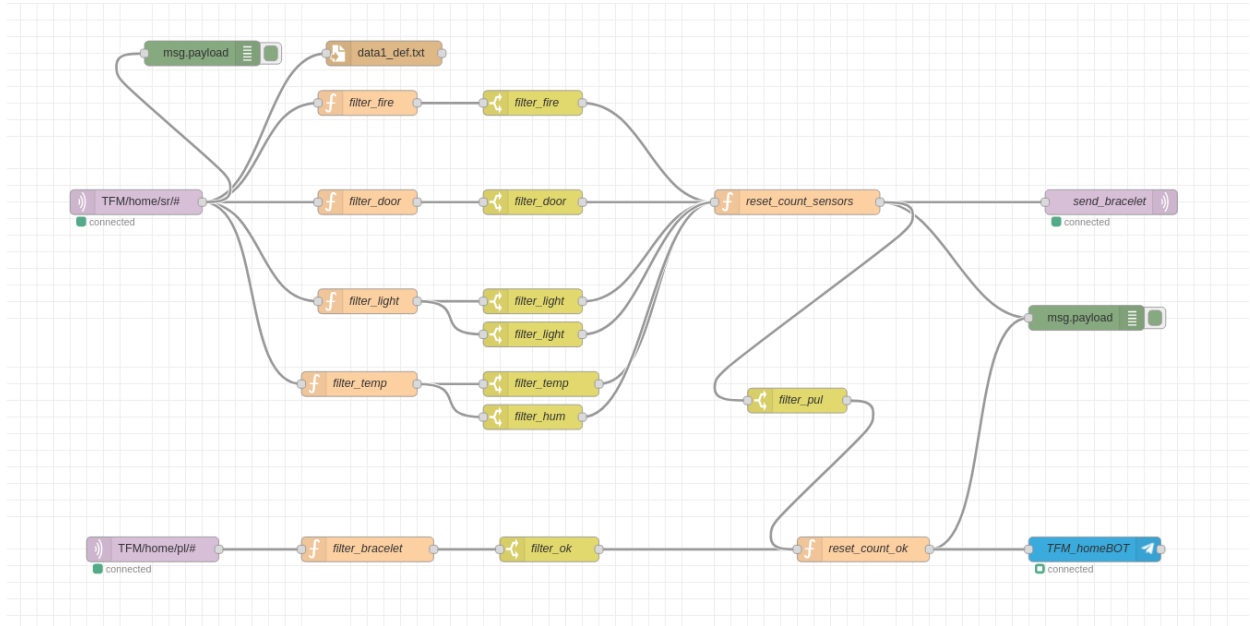 msg.payload
data1_def.txt
filter_fire
filter_fire
TFM/home/sr/#
connected
filter_door
filter_door
reset_count_sensors
send_bracelet
connected
filter_light
filter_light
filter_light
msg.payload
filter_temp
filter_temp
filter_hum
filter_pul
TFM/home/pl/#
connected
filter_bracelet
filter_ok
reset_count_ok
TFM_homeBOT
connected